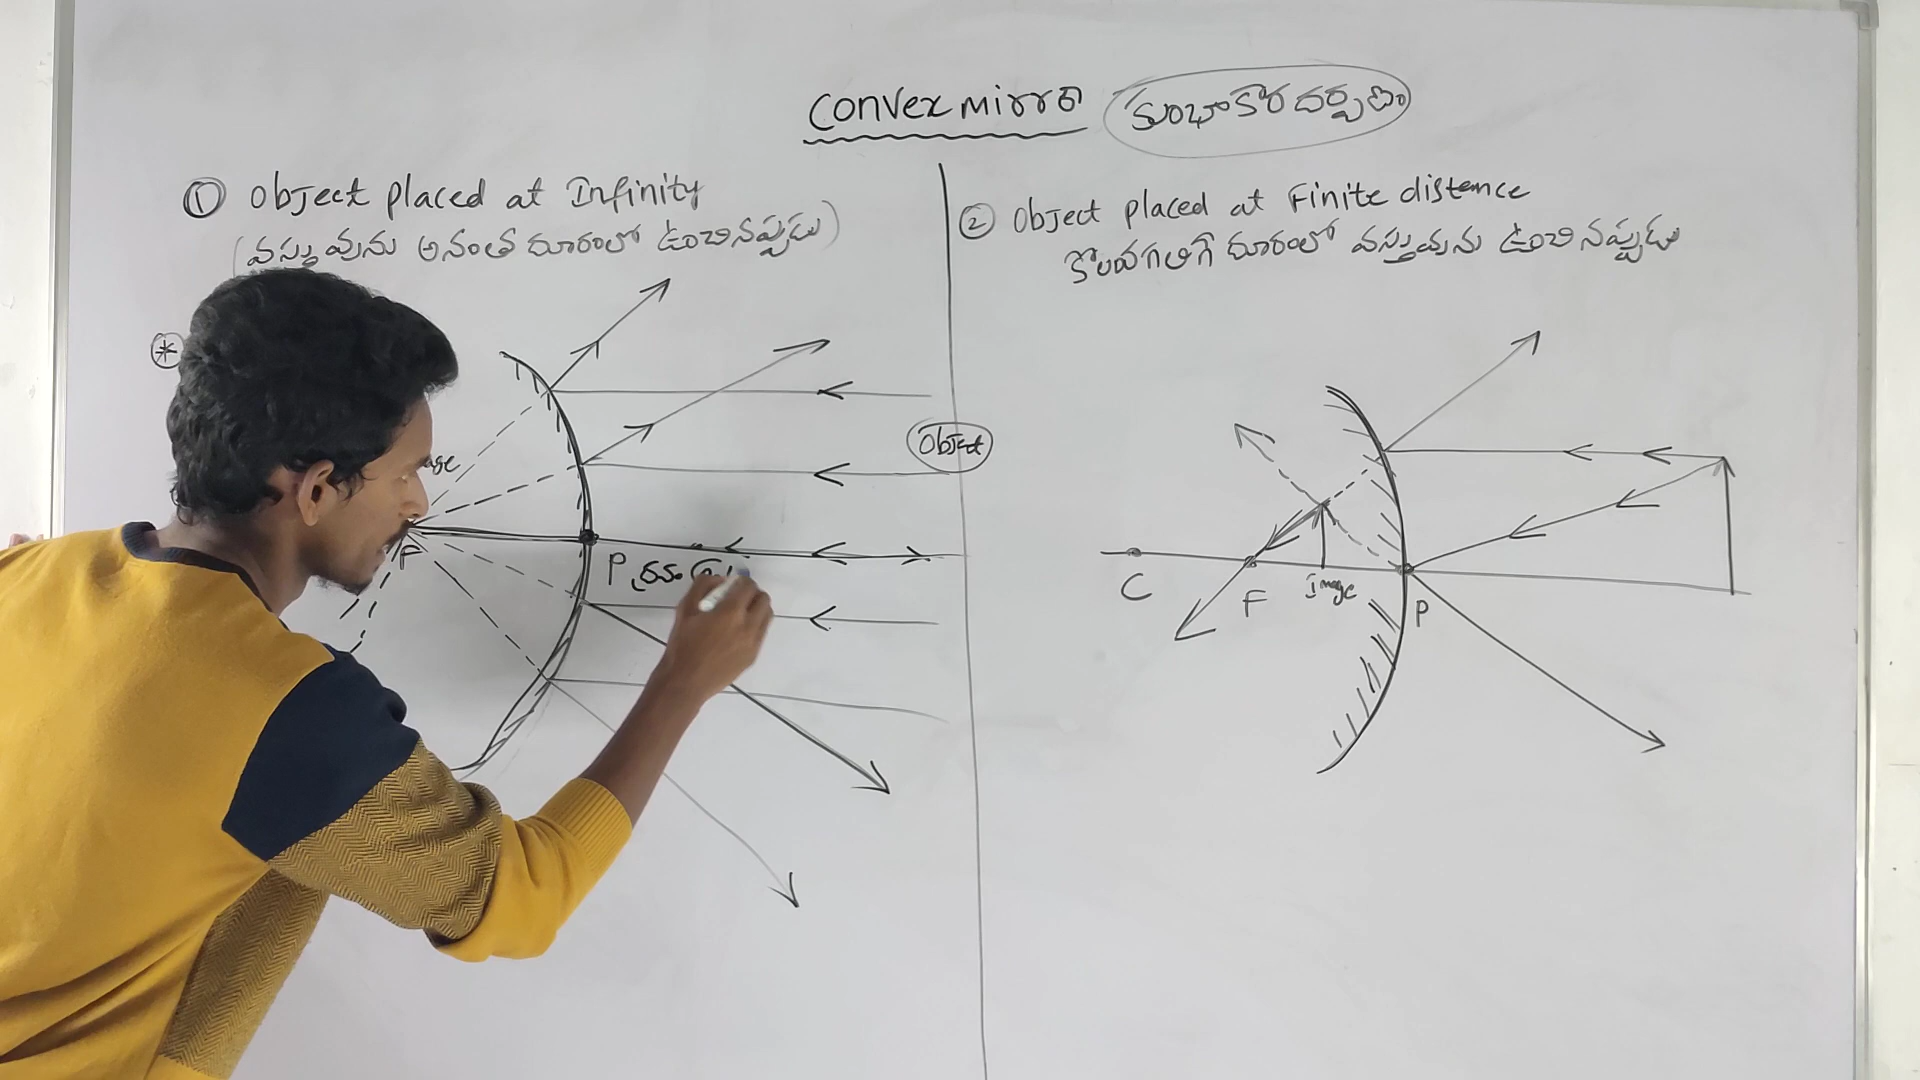 convex mirror (కుంభాకార దర్పణం)
① object placed at Infinity
(వస్తువును అనంత దూరంలో ఉంచినప్పుడు)
② object placed at Finite distance
కొలవగలిగే దూరంలో వస్తువును ఉంచినప్పుడు
*
object
F
P
C
F
Image
P